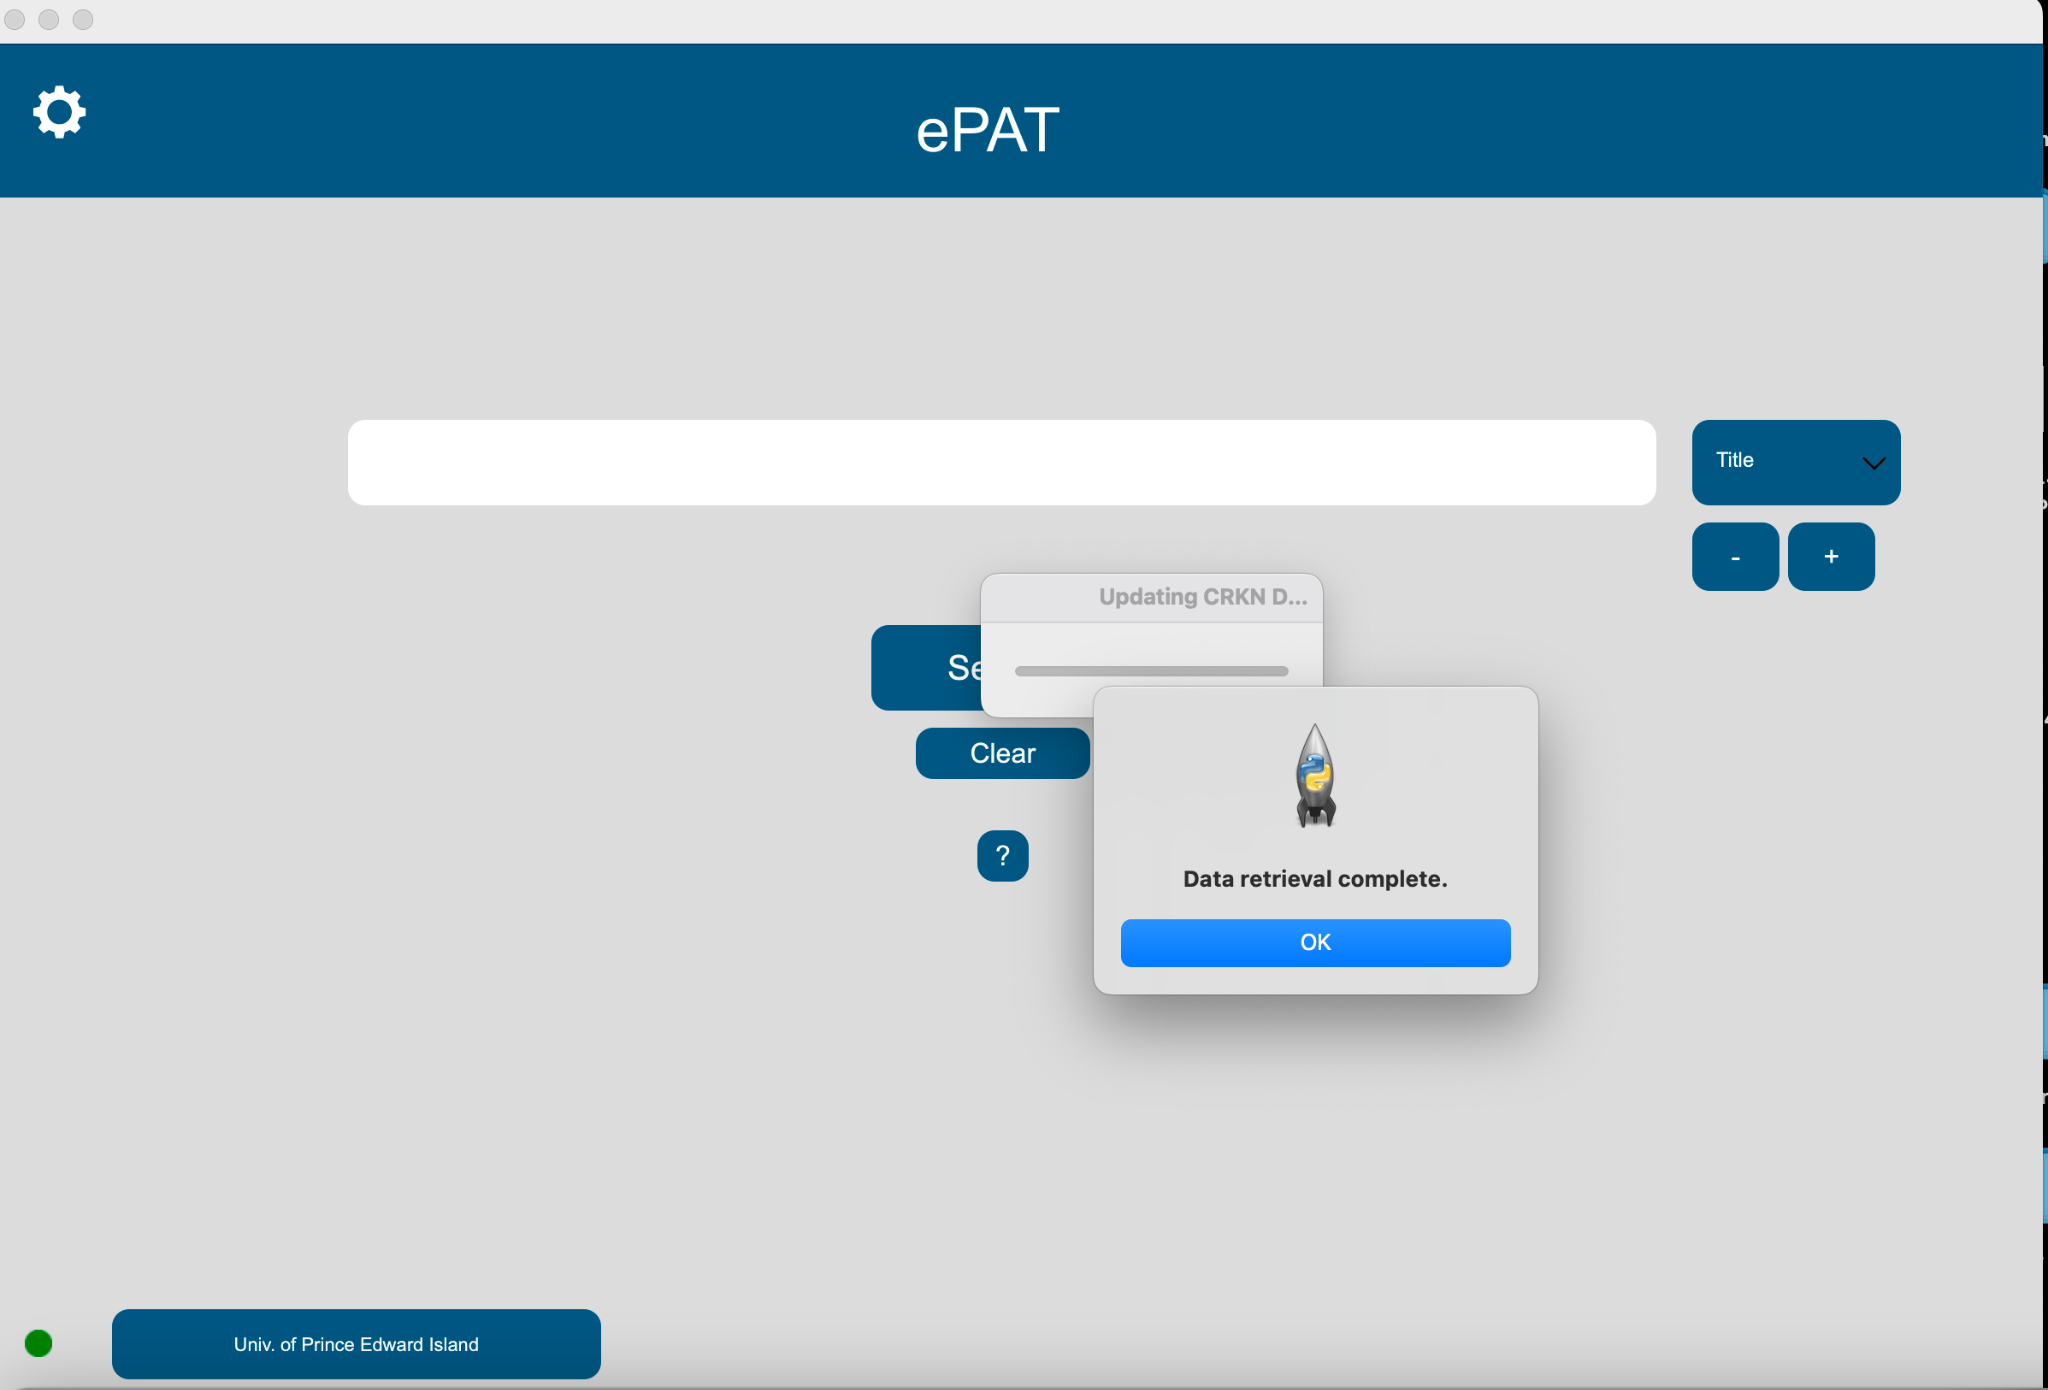 ePAT
Title
- +
Updating CRKN D...
Se
Clear
?
Data retrieval complete.
OK
Univ. of Prince Edward Island